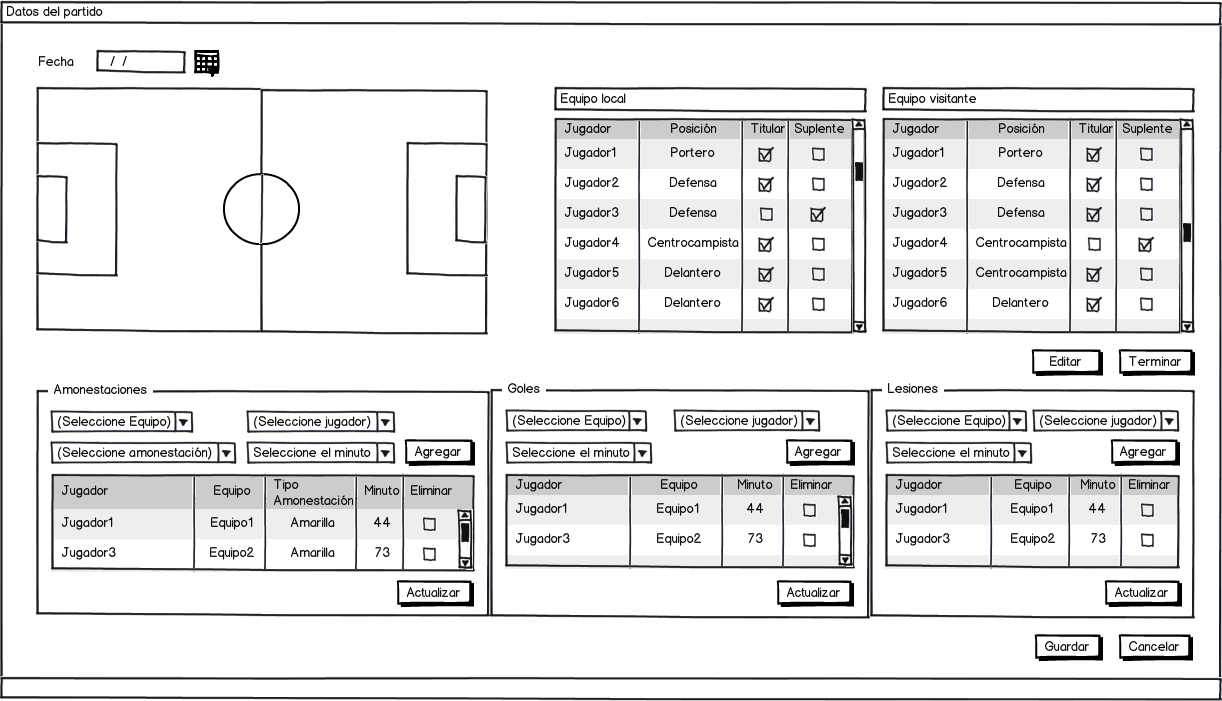 Datos del partido
Fecha / /
Equipo local
Jugador Posición Titular Suplente
Jugador1 Portero
Jugador2 Defensa
Jugador3 Defensa
Jugador4 Centrocampista
Jugador5 Delantero
Jugador6 Delantero
Equipo visitante
Jugador Posición Titular Suplente
Jugador1 Portero
Jugador2 Defensa
Jugador3 Defensa
Jugador4 Centrocampista
Jugador5 Centrocampista
Jugador6 Delantero
Editar Terminar
Amonestaciones
(Seleccione Equipo) (Seleccione jugador)
(Seleccione amonestación) Seleccione el minuto Agregar
Jugador Equipo Tipo Amonestación Minuto Eliminar
Jugador1 Equipo1 Amarilla 44
Jugador3 Equipo2 Amarilla 73
Actualizar
Goles
(Seleccione Equipo) (Seleccione jugador)
Seleccione el minuto Agregar
Jugador Equipo Minuto Eliminar
Jugador1 Equipo1 44
Jugador3 Equipo2 73
Actualizar
Lesiones
(Seleccione Equipo) (Seleccione jugador)
Seleccione el minuto Agregar
Jugador Equipo Minuto Eliminar
Jugador1 Equipo1 44
Jugador3 Equipo2 73
Actualizar
Guardar Cancelar